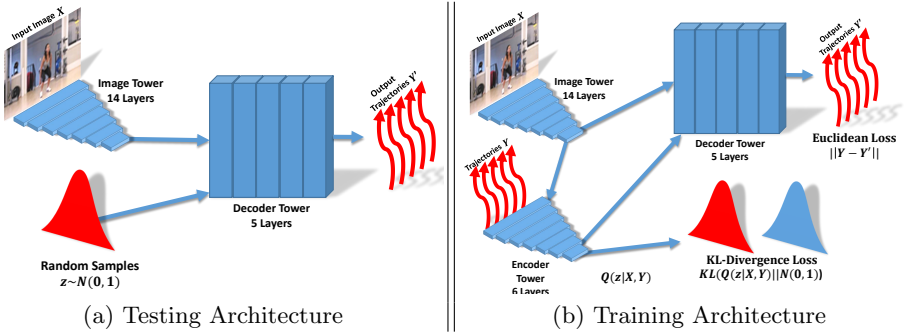 Input Image X
Image Tower
14 Layers
Output
Trajectories Y'
Decoder Tower
5 Layers
Random Samples
z~N(0, 1)
(a) Testing Architecture
Input Image X
Image Tower
14 Layers
Output
Trajectories Y'
Decoder Tower
5 Layers
Euclidean Loss
||Y − Y'||
Trajectories Y
Encoder
Tower
6 Layers
Q(z|X, Y)
KL-Divergence Loss
KL(Q(z|X, Y)||N(0, 1))
(b) Training Architecture